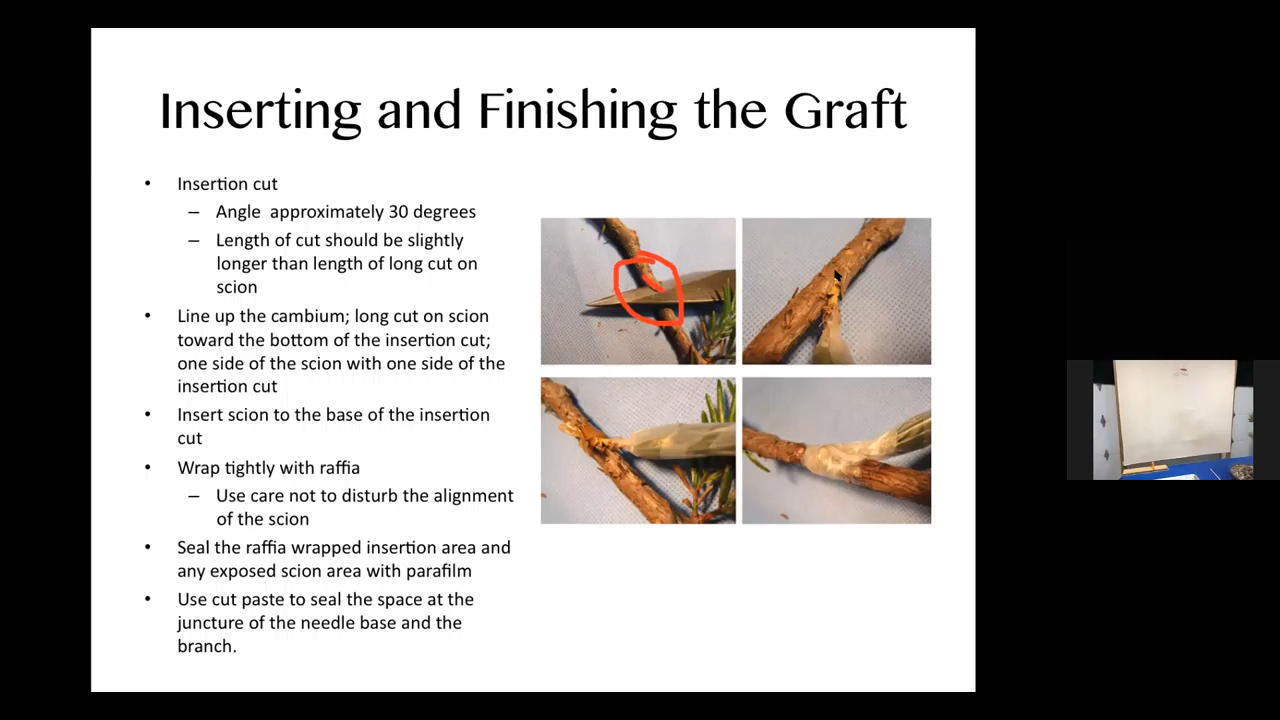 Inserting and Finishing the Graft
• Insertion cut
– Angle  approximately 30 degrees
– Length of cut should be slightly
longer than length of long cut on
scion
• Line up the cambium; long cut on scion
toward the bottom of the insertion cut;
one side of the scion with one side of the
insertion cut
• Insert scion to the base of the insertion
cut
• Wrap tightly with raffia
– Use care not to disturb the alignment
of the scion
• Seal the raffia wrapped insertion area and
any exposed scion area with parafilm
• Use cut paste to seal the space at the
juncture of the needle base and the
branch.